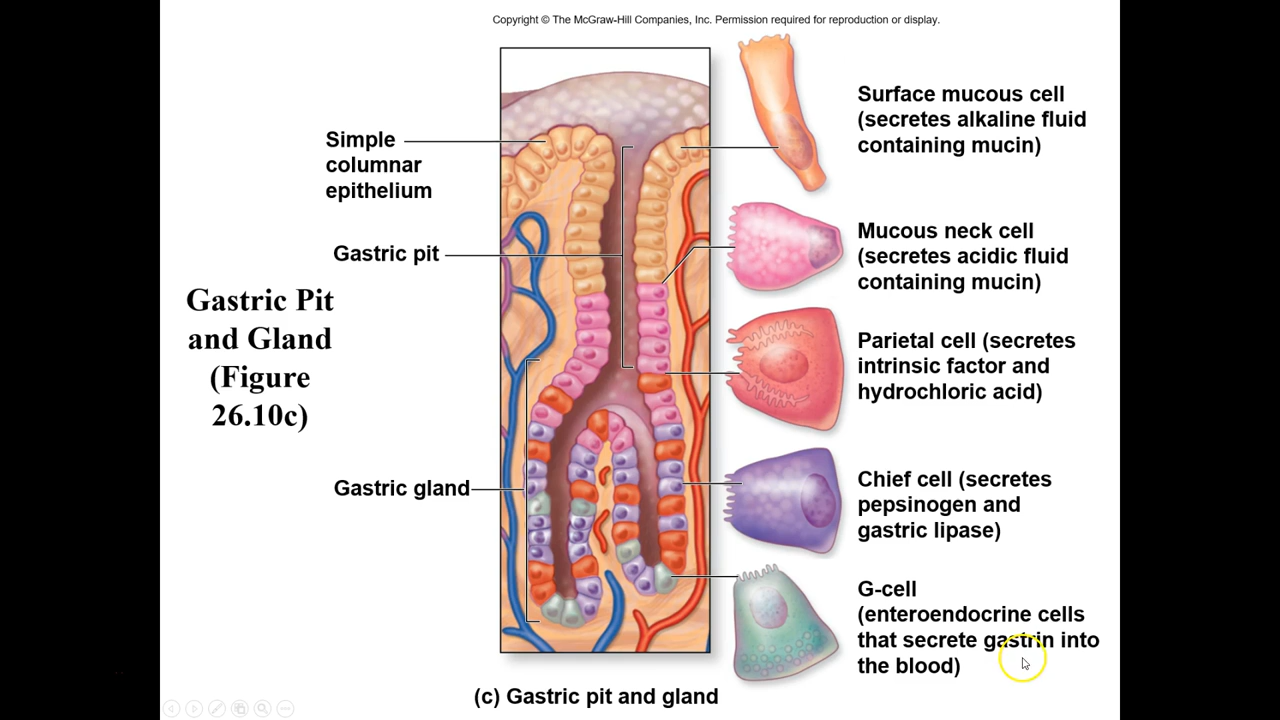 Copyright © The McGraw-Hill Companies, Inc. Permission required for reproduction or display.
Simple
columnar
epithelium
Gastric pit
Gastric Pit
and Gland
(Figure
26.10c)
Gastric gland
Surface mucous cell
(secretes alkaline fluid
containing mucin)
Mucous neck cell
(secretes acidic fluid
containing mucin)
Parietal cell (secretes
intrinsic factor and
hydrochloric acid)
Chief cell (secretes
pepsinogen and
gastric lipase)
G-cell
(enteroendocrine cells
that secrete gastrin into
the blood)
(c) Gastric pit and gland